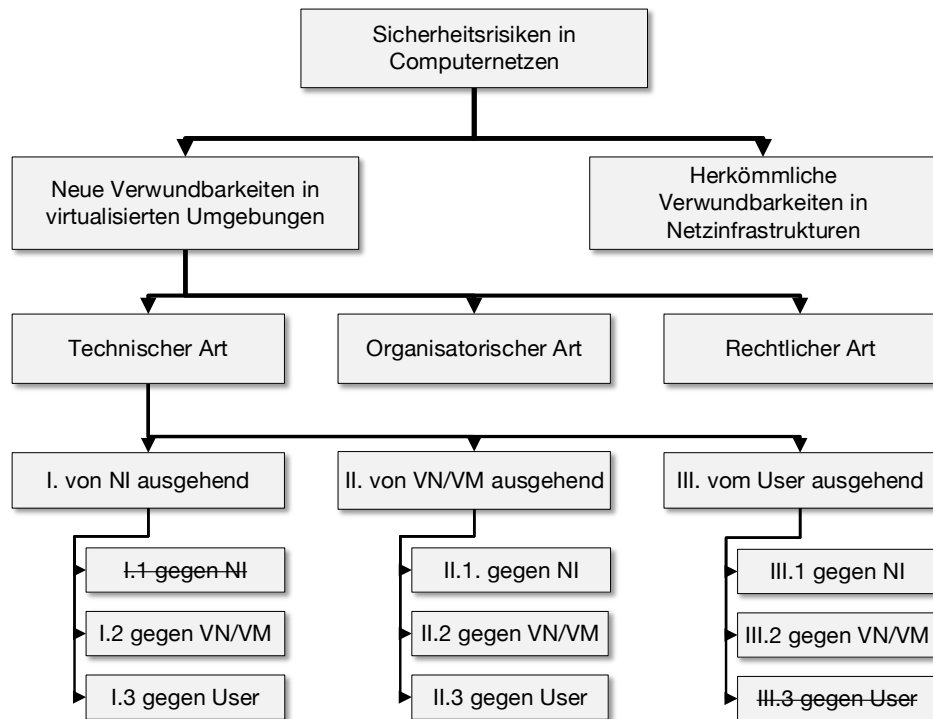 Sicherheitsrisiken in
Computernetzen
Neue Verwundbarkeiten in
virtualisierten Umgebungen
Herkömmliche
Verwundbarkeiten in
Netzinfrastrukturen
Technischer Art
Organisatorischer Art
Rechtlicher Art
I. von NI ausgehend
II. von VN/VM ausgehend
III. vom User ausgehend
I.1 gegen NI
I.2 gegen VN/VM
I.3 gegen User
II.1. gegen NI
II.2 gegen VN/VM
II.3 gegen User
III.1 gegen NI
III.2 gegen VN/VM
III.3 gegen User